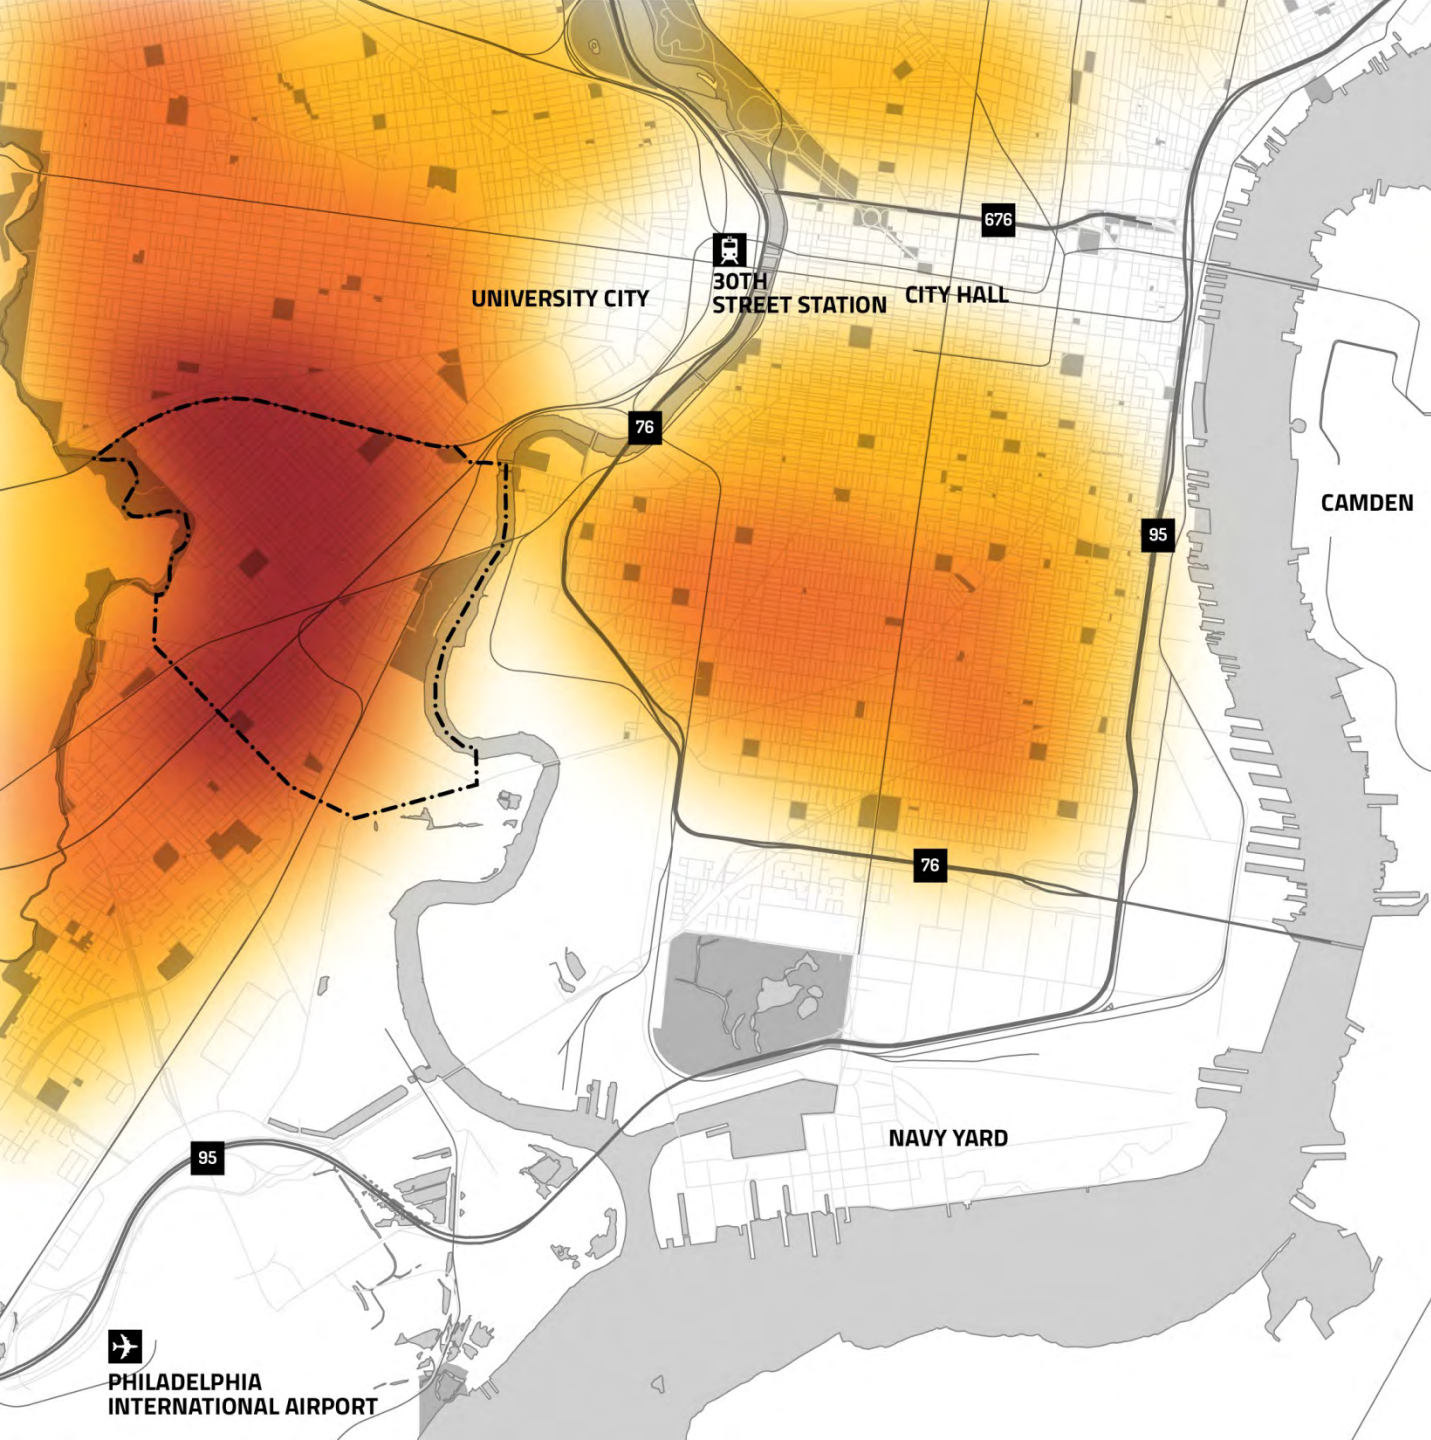 676
30TH
STREET STATION
UNIVERSITY CITY
CITY HALL
76
CAMDEN
95
76
NAVY YARD
95
PHILADELPHIA
INTERNATIONAL AIRPORT